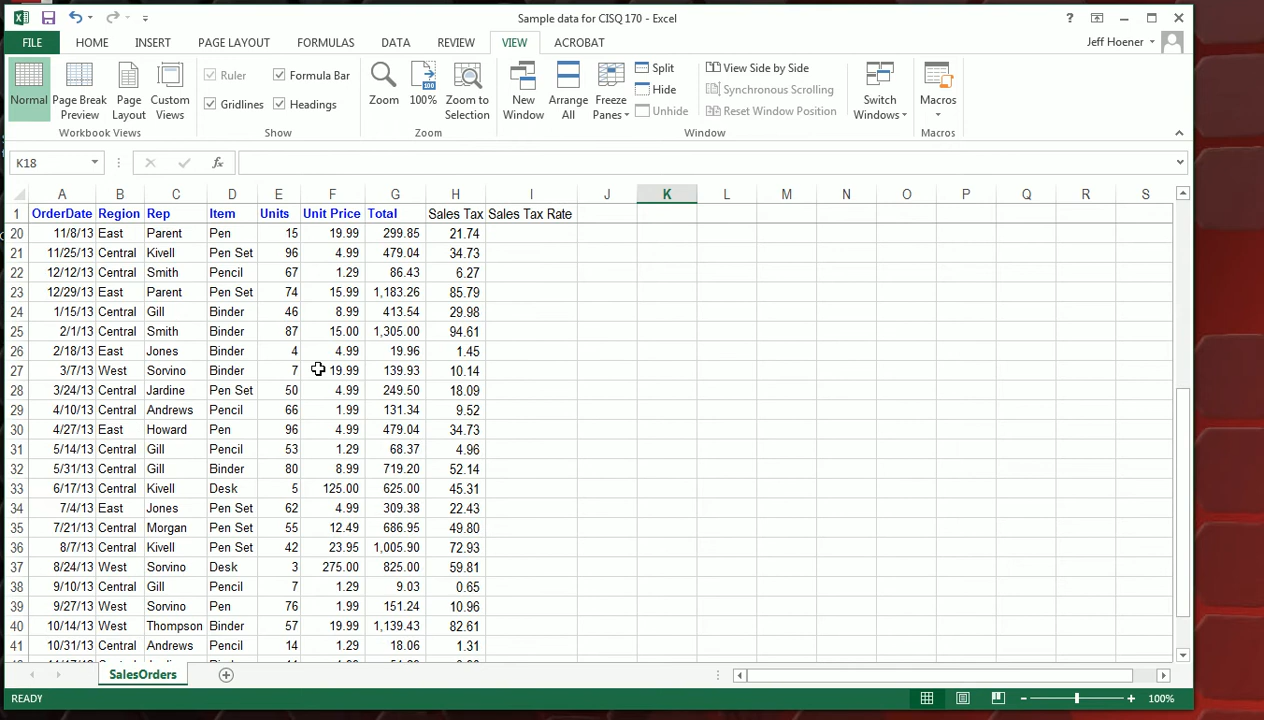 Sample data for CISQ 170 - Excel
?
FILE HOME INSERT PAGE LAYOUT FORMULAS DATA REVIEW VIEW ACROBAT Jeff Hoener
Normal Page Break Preview Page Layout Custom Views
Ruler Formula Bar
Gridlines Headings
Zoom 100% Zoom to Selection
New Window Arrange All Freeze Panes
Split
Hide
Unhide
View Side by Side
Synchronous Scrolling
Reset Window Position
Switch Windows Macros
Workbook Views Show Zoom Window Macros
K18 fx
A B C D E F G H I J K L M N O P Q R S
1 OrderDate Region Rep Item Units Unit Price Total Sales Tax Sales Tax Rate
20 11/8/13 East Parent Pen 15 19.99 299.85 21.74
21 11/25/13 Central Kivell Pen Set 96 4.99 479.04 34.73
22 12/12/13 Central Smith Pencil 67 1.29 86.43 6.27
23 12/29/13 East Parent Pen Set 74 15.99 1,183.26 85.79
24 1/15/13 Central Gill Binder 46 8.99 413.54 29.98
25 2/1/13 Central Smith Binder 87 15.00 1,305.00 94.61
26 2/18/13 East Jones Binder 4 4.99 19.96 1.45
27 3/7/13 West Sorvino Binder 7 19.99 139.93 10.14
28 3/24/13 Central Jardine Pen Set 50 4.99 249.50 18.09
29 4/10/13 Central Andrews Pencil 66 1.99 131.34 9.52
30 4/27/13 East Howard Pen 96 4.99 479.04 34.73
31 5/14/13 Central Gill Pencil 53 1.29 68.37 4.96
32 5/31/13 Central Gill Binder 80 8.99 719.20 52.14
33 6/17/13 Central Kivell Desk 5 125.00 625.00 45.31
34 7/4/13 East Jones Pen Set 62 4.99 309.38 22.43
35 7/21/13 Central Morgan Pen Set 55 12.49 686.95 49.80
36 8/7/13 Central Kivell Pen Set 42 23.95 1,005.90 72.93
37 8/24/13 West Sorvino Desk 3 275.00 825.00 59.81
38 9/10/13 Central Gill Pencil 7 1.29 9.03 0.65
39 9/27/13 West Sorvino Pen 76 1.99 151.24 10.96
40 10/14/13 West Thompson Binder 57 19.99 1,139.43 82.61
41 10/31/13 Central Andrews Pencil 14 1.29 18.06 1.31
SalesOrders
READY 100%